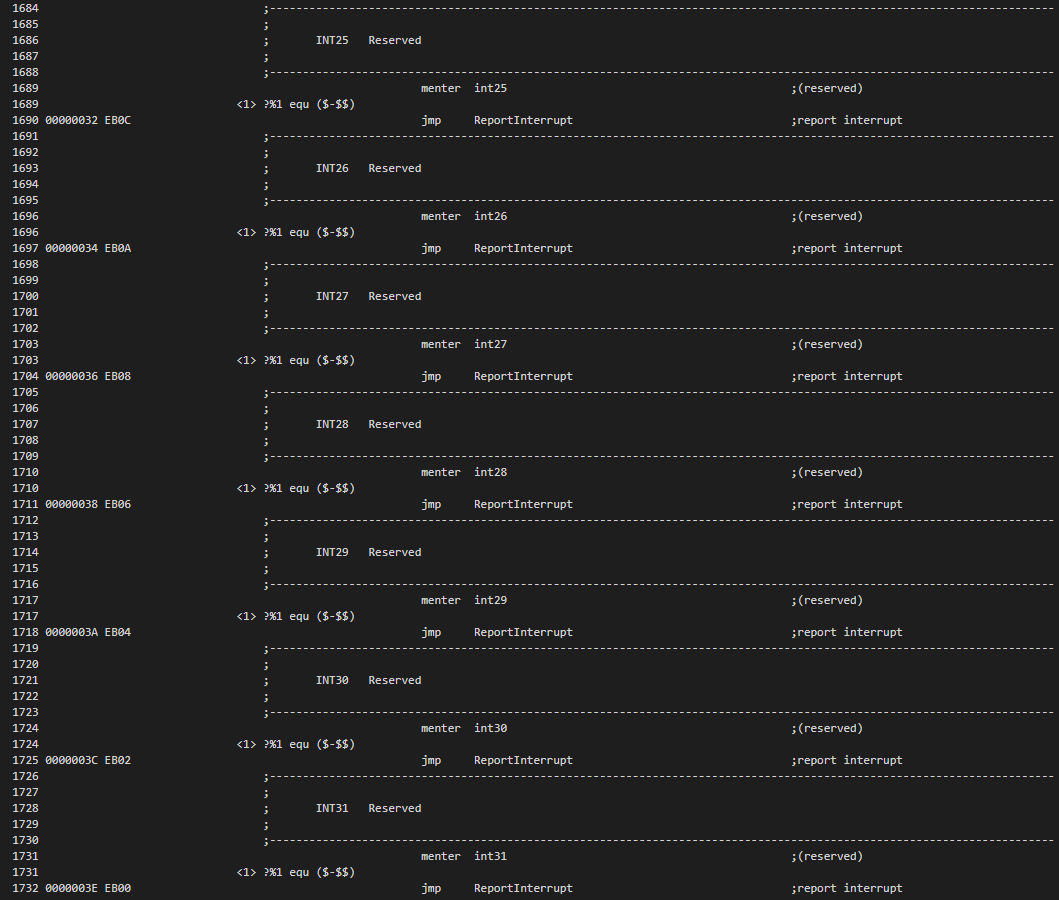 1684 ;-----------------------------------------------------------------------------------------------------------------------
1685 ;
1686 ; INT25 Reserved
1687 ;
1688 ;-----------------------------------------------------------------------------------------------------------------------
1689 menter int25 ;(reserved)
1689 <1> ?%1 equ ($-$$)
1690 00000032 EB0C jmp ReportInterrupt ;report interrupt
1691 ;-----------------------------------------------------------------------------------------------------------------------
1692 ;
1693 ; INT26 Reserved
1694 ;
1695 ;-----------------------------------------------------------------------------------------------------------------------
1696 menter int26 ;(reserved)
1696 <1> ?%1 equ ($-$$)
1697 00000034 EB0A jmp ReportInterrupt ;report interrupt
1698 ;-----------------------------------------------------------------------------------------------------------------------
1699 ;
1700 ; INT27 Reserved
1701 ;
1702 ;-----------------------------------------------------------------------------------------------------------------------
1703 menter int27 ;(reserved)
1703 <1> ?%1 equ ($-$$)
1704 00000036 EB08 jmp ReportInterrupt ;report interrupt
1705 ;-----------------------------------------------------------------------------------------------------------------------
1706 ;
1707 ; INT28 Reserved
1708 ;
1709 ;-----------------------------------------------------------------------------------------------------------------------
1710 menter int28 ;(reserved)
1710 <1> ?%1 equ ($-$$)
1711 00000038 EB06 jmp ReportInterrupt ;report interrupt
1712 ;-----------------------------------------------------------------------------------------------------------------------
1713 ;
1714 ; INT29 Reserved
1715 ;
1716 ;-----------------------------------------------------------------------------------------------------------------------
1717 menter int29 ;(reserved)
1717 <1> ?%1 equ ($-$$)
1718 0000003A EB04 jmp ReportInterrupt ;report interrupt
1719 ;-----------------------------------------------------------------------------------------------------------------------
1720 ;
1721 ; INT30 Reserved
1722 ;
1723 ;-----------------------------------------------------------------------------------------------------------------------
1724 menter int30 ;(reserved)
1724 <1> ?%1 equ ($-$$)
1725 0000003C EB02 jmp ReportInterrupt ;report interrupt
1726 ;-----------------------------------------------------------------------------------------------------------------------
1727 ;
1728 ; INT31 Reserved
1729 ;
1730 ;-----------------------------------------------------------------------------------------------------------------------
1731 menter int31 ;(reserved)
1731 <1> ?%1 equ ($-$$)
1732 0000003E EB00 jmp ReportInterrupt ;report interrupt